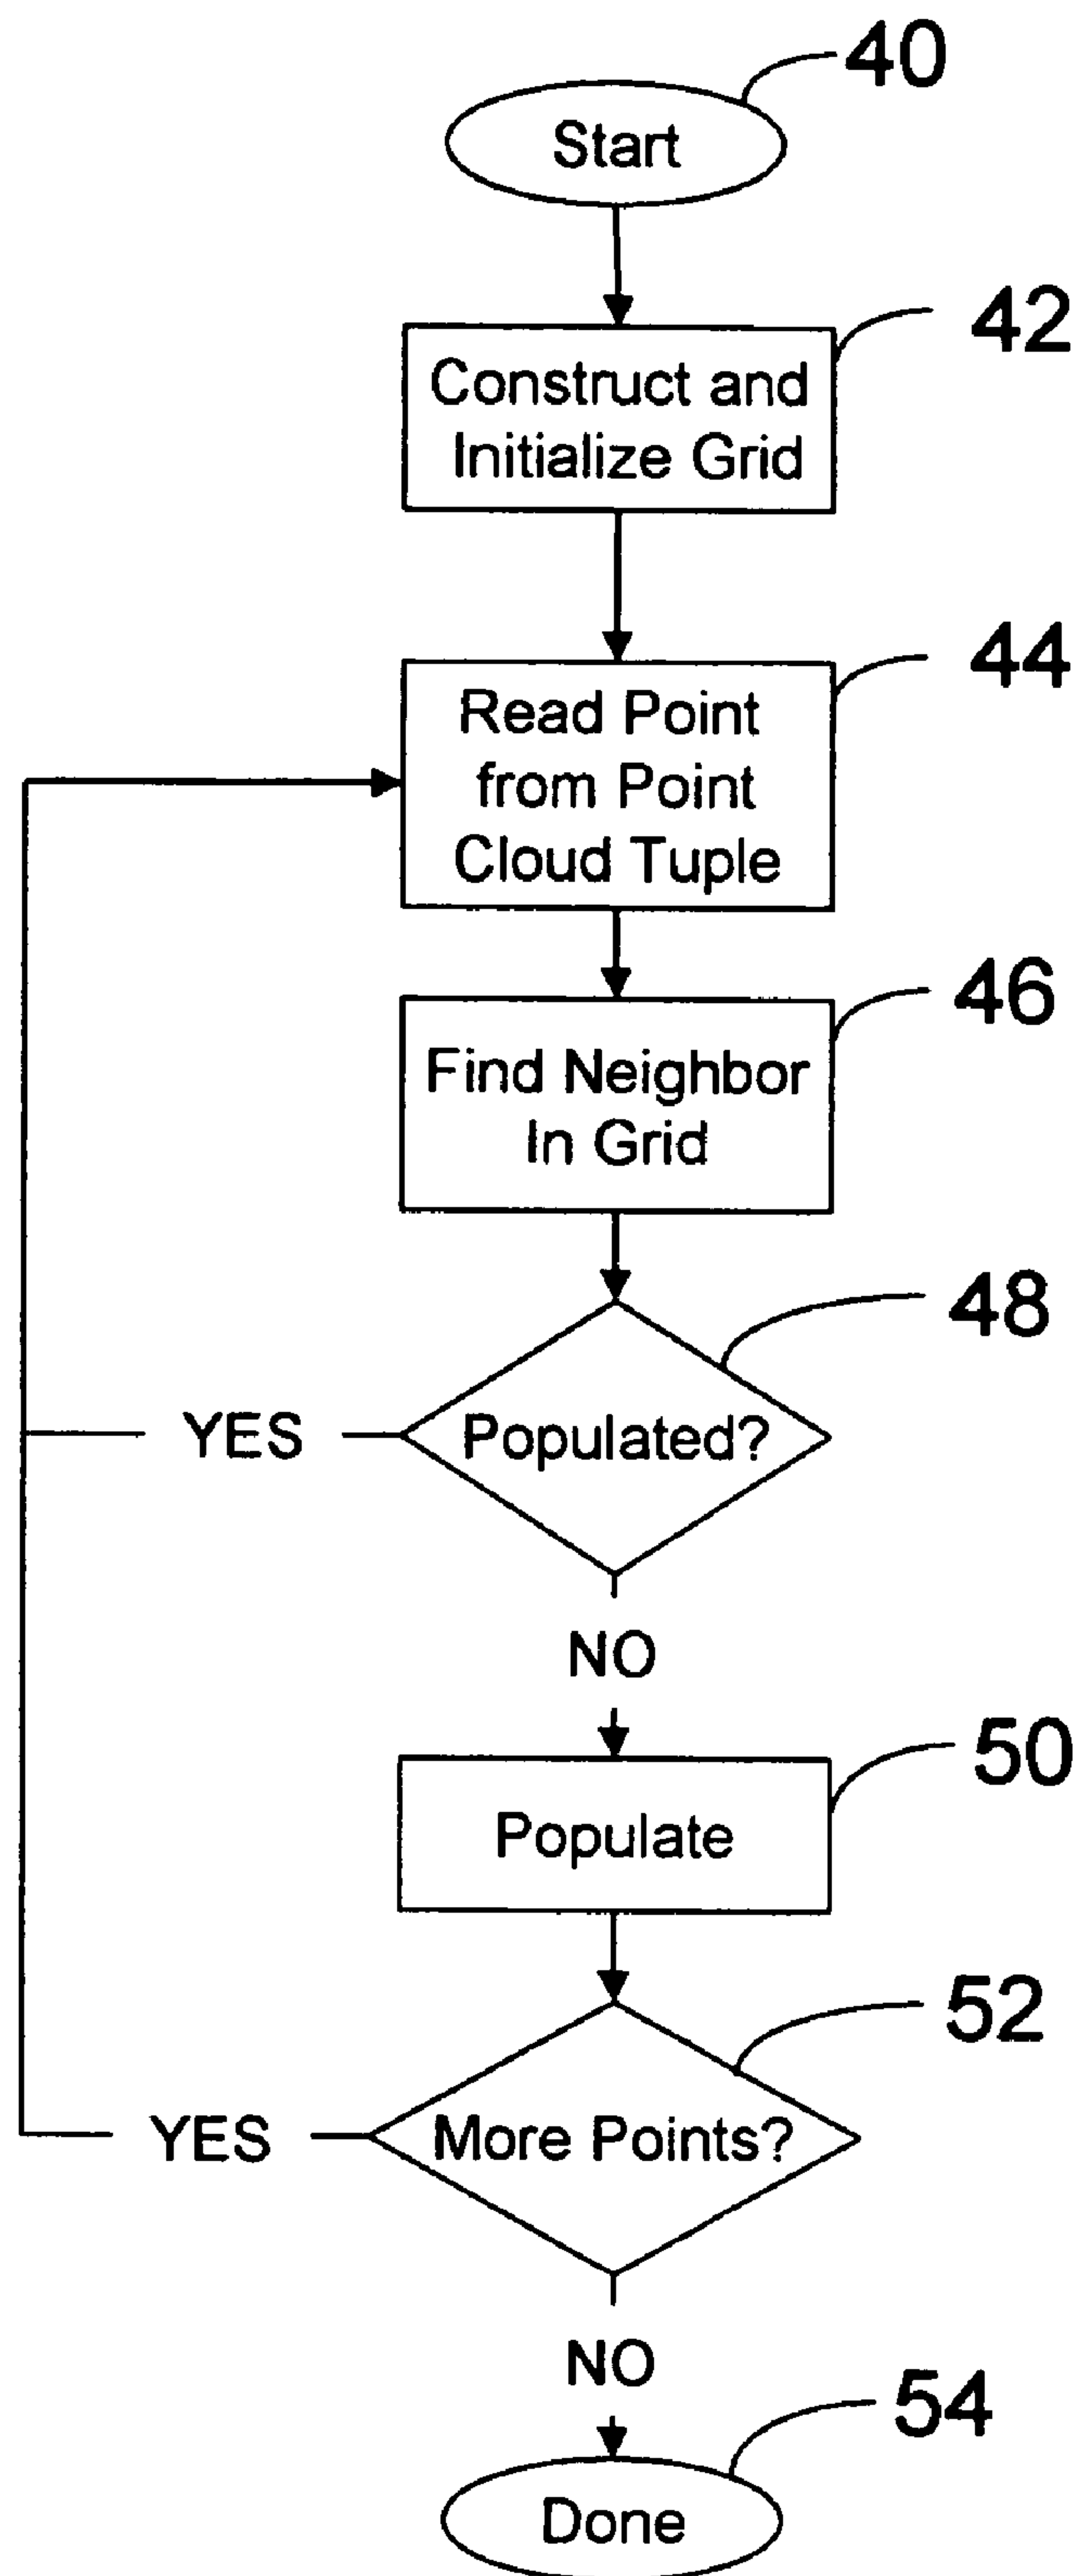 40
Start
42
Construct and
Initialize Grid
44
Read Point
from Point
Cloud Tuple
46
Find Neighbor
In Grid
48
YES
Populated?
NO
50
Populate
52
YES
More Points?
NO
54
Done